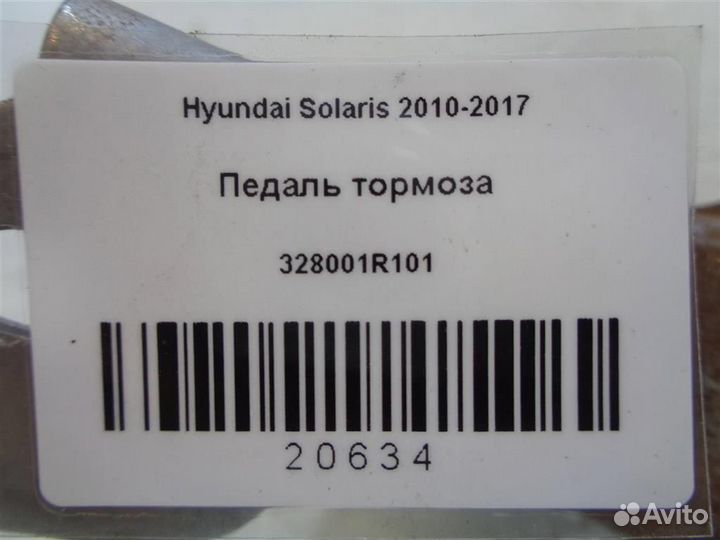 Hyundai Solaris 2010-2017
Педаль тормоза
328001R101
20634
Avito